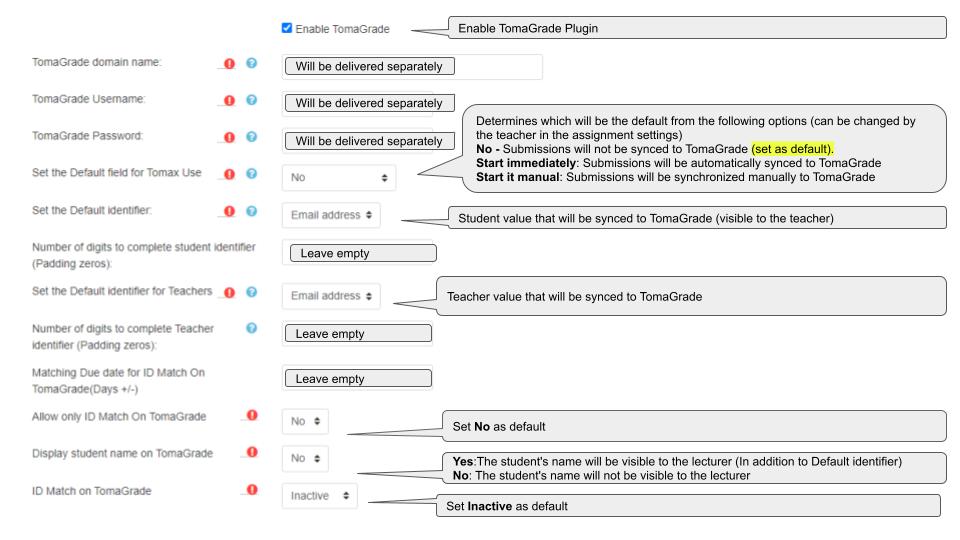 Enable TomaGrade
Enable TomaGrade Plugin
TomaGrade domain name:
Will be delivered separately
TomaGrade Username:
Will be delivered separately
TomaGrade Password:
Will be delivered separately
Determines which will be the default from the following options (can be changed by
the teacher in the assignment settings)
No - Submissions will not be synced to TomaGrade (set as default).
Start immediately: Submissions will be automatically synced to TomaGrade
Start it manual: Submissions will be synchronized manually to TomaGrade
Set the Default field for Tomax Use
No
Set the Default identifier:
Email address
Student value that will be synced to TomaGrade (visible to the teacher)
Number of digits to complete student identifier
(Padding zeros):
Leave empty
Set the Default identifier for Teachers
Email address
Teacher value that will be synced to TomaGrade
Number of digits to complete Teacher
identifier (Padding zeros):
Leave empty
Matching Due date for ID Match On
TomaGrade(Days +/-)
Leave empty
Allow only ID Match On TomaGrade
No
Set No as default
Display student name on TomaGrade
No
Yes:The student's name will be visible to the lecturer (In addition to Default identifier)
No: The student's name will not be visible to the lecturer
ID Match on TomaGrade
Inactive
Set Inactive as default